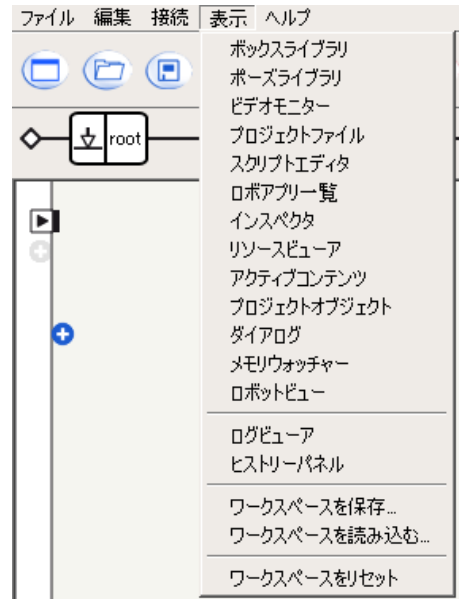 ファイル 編集 接続 表示 ヘルプ
root
ボックスライブラリ
ポーズライブラリ
ビデオモニター
プロジェクトファイル
スクリプトエディタ
ロボアプリ一覧
インスペクタ
リソースビューア
アクティブコンテンツ
プロジェクトオブジェクト
ダイアログ
メモリウォッチャー
ロボットビュー
ログビューア
ヒストリーパネル
ワークスペースを保存...
ワークスペースを読み込む...
ワークスペースをリセット